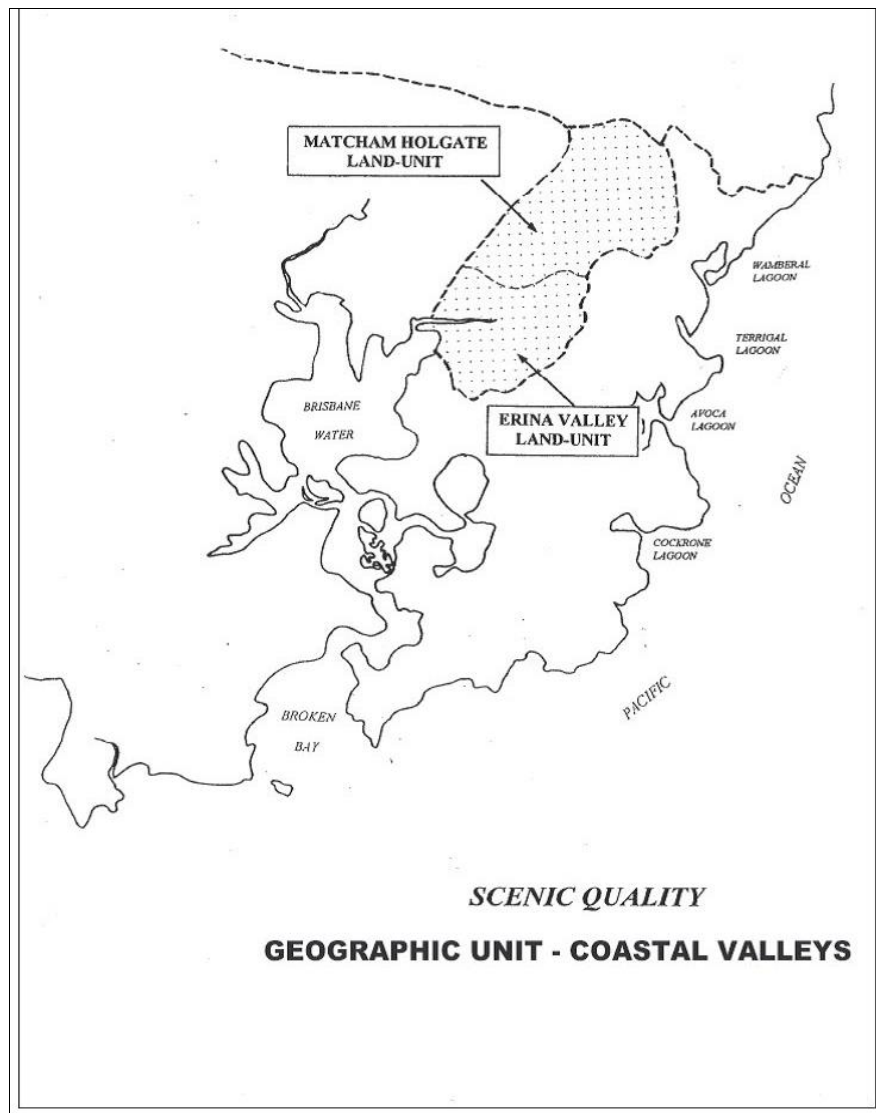 MATCHAM HOLGATE
LAND-UNIT
WAMBERAL
LAGOON
TERRIGAL
LAGOON
BRISBANE
WATER
ERINA VALLEY
LAND-UNIT
AVOCA
LAGOON
OCEAN
COCKRONE
LAGOON
PACIFIC
BROKEN
BAY
SCENIC QUALITY
GEOGRAPHIC UNIT - COASTAL VALLEYS